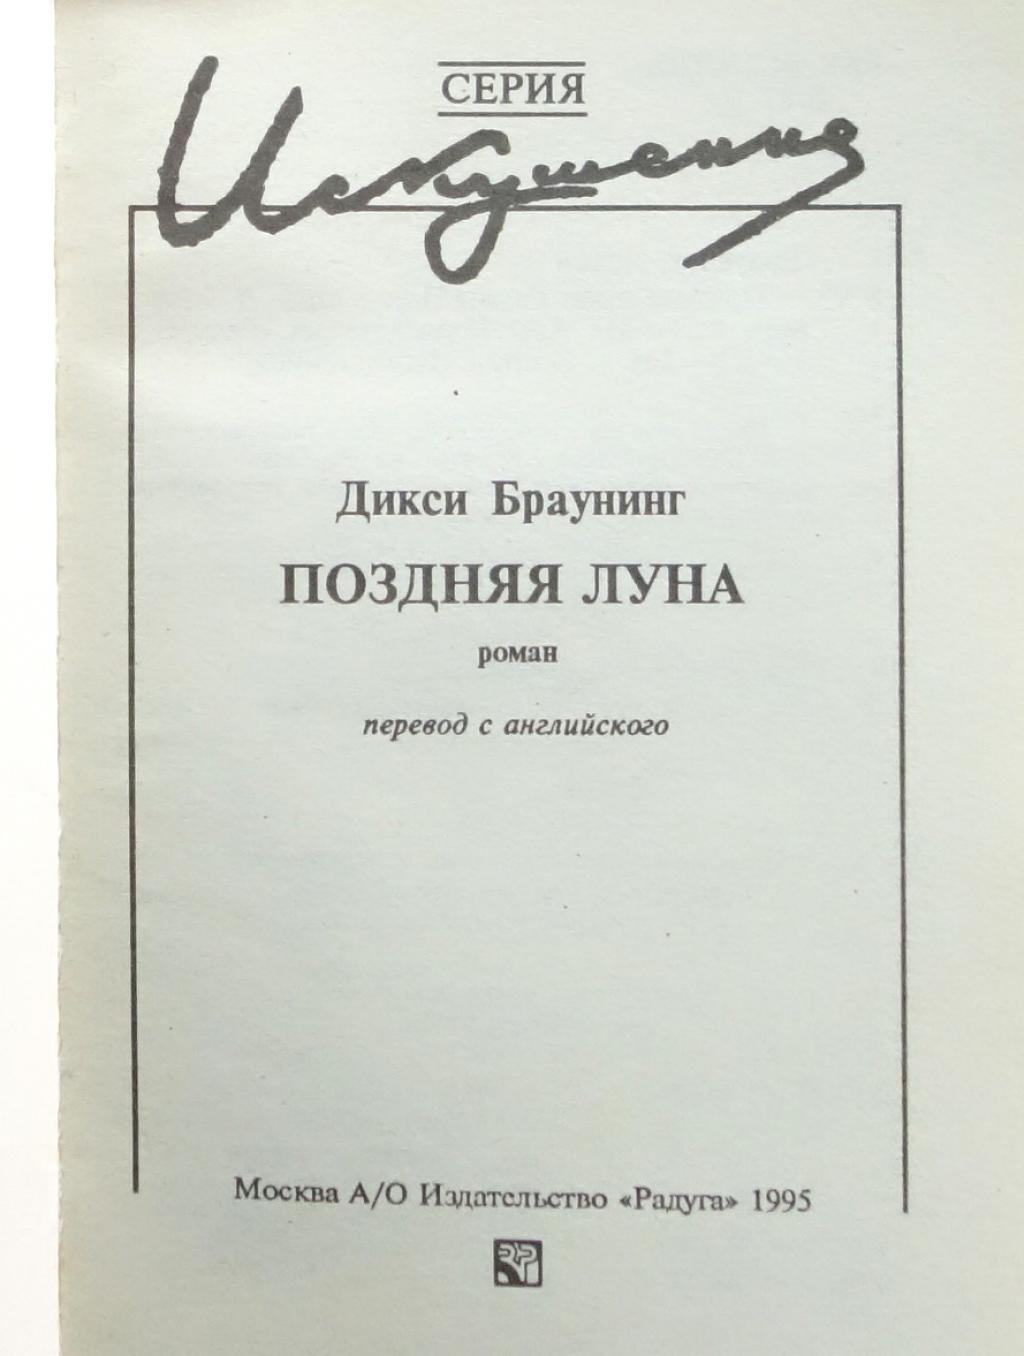 СЕРИЯ
Искушение
Дикси Браунинг
ПОЗДНЯЯ ЛУНА
роман
перевод с английского
Москва А/О Издательство «Радуга» 1995